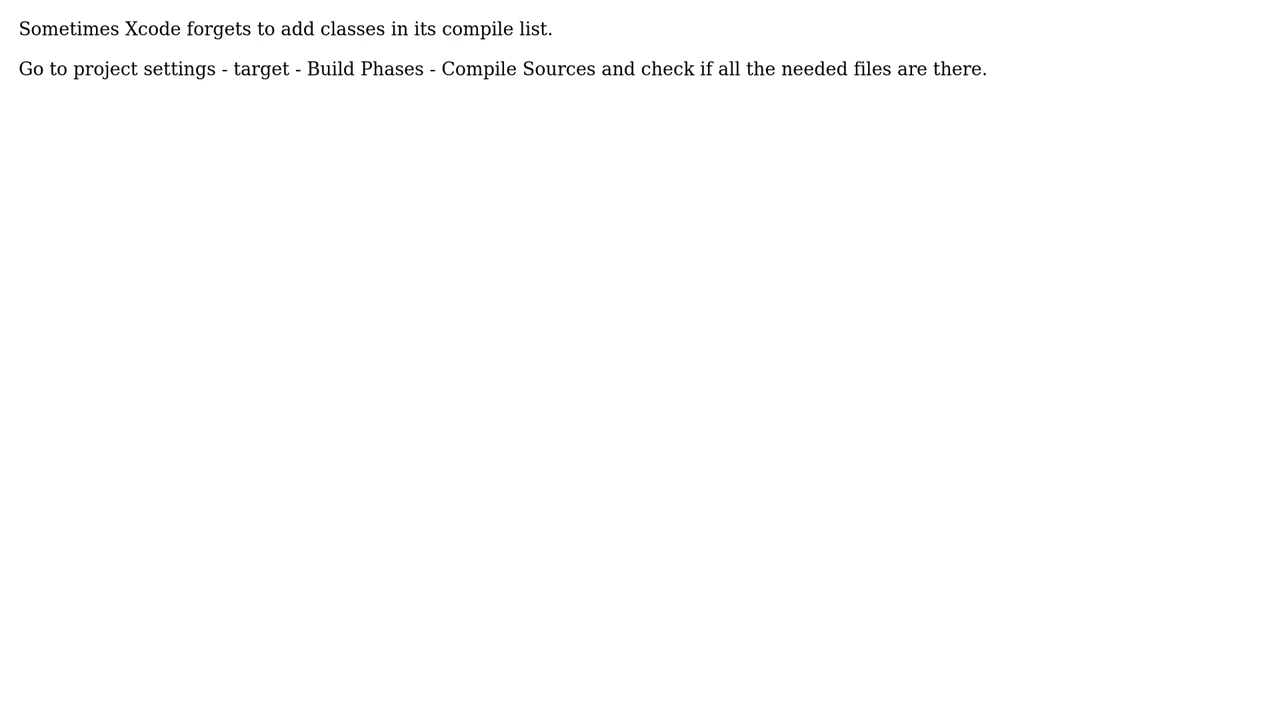 Sometimes Xcode forgets to add classes in its compile list.
Go to project settings - target - Build Phases - Compile Sources and check if all the needed files are there.